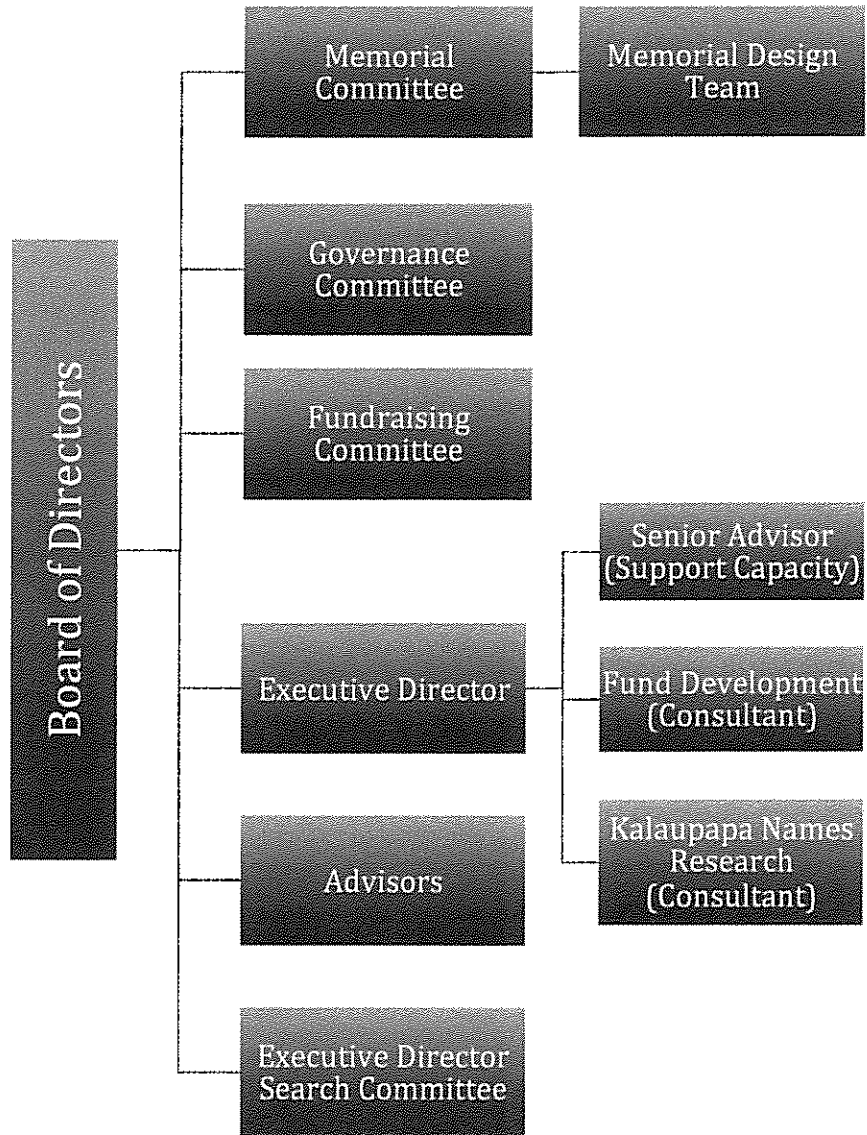 Board of Directors
Memorial
Committee
Memorial Design
Team
Governance
Committee
Fundraising
Committee
Executive Director
Senior Advisor
(Support Capacity)
Fund Development
(Consultant)
Kalaupapa Names
Research
(Consultant)
Advisors
Executive Director
Search Committee